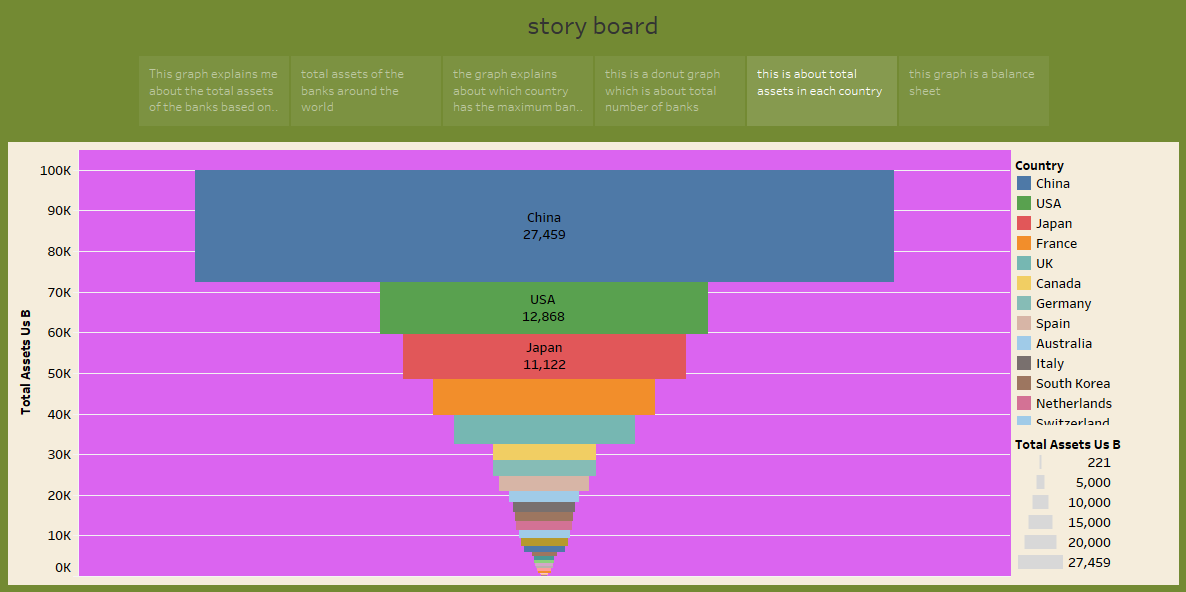 story board
This graph explains me
about the total assets
of the banks based on..
total assets of the
banks around the
world
the graph explains
about which country
has the maximum ban..
this is a donut graph
which is about total
number of banks
this is about total
assets in each country
this graph is a balance
sheet
Total Assets Us B
100K
90K
80K
70K
60K
50K
40K
30K
20K
10K
0K
China
27,459
USA
12,868
Japan
11,122
Country
China
USA
Japan
France
UK
Canada
Germany
Spain
Australia
Italy
South Korea
Netherlands
Switzerland
Total Assets Us B
221
5,000
10,000
15,000
20,000
27,459